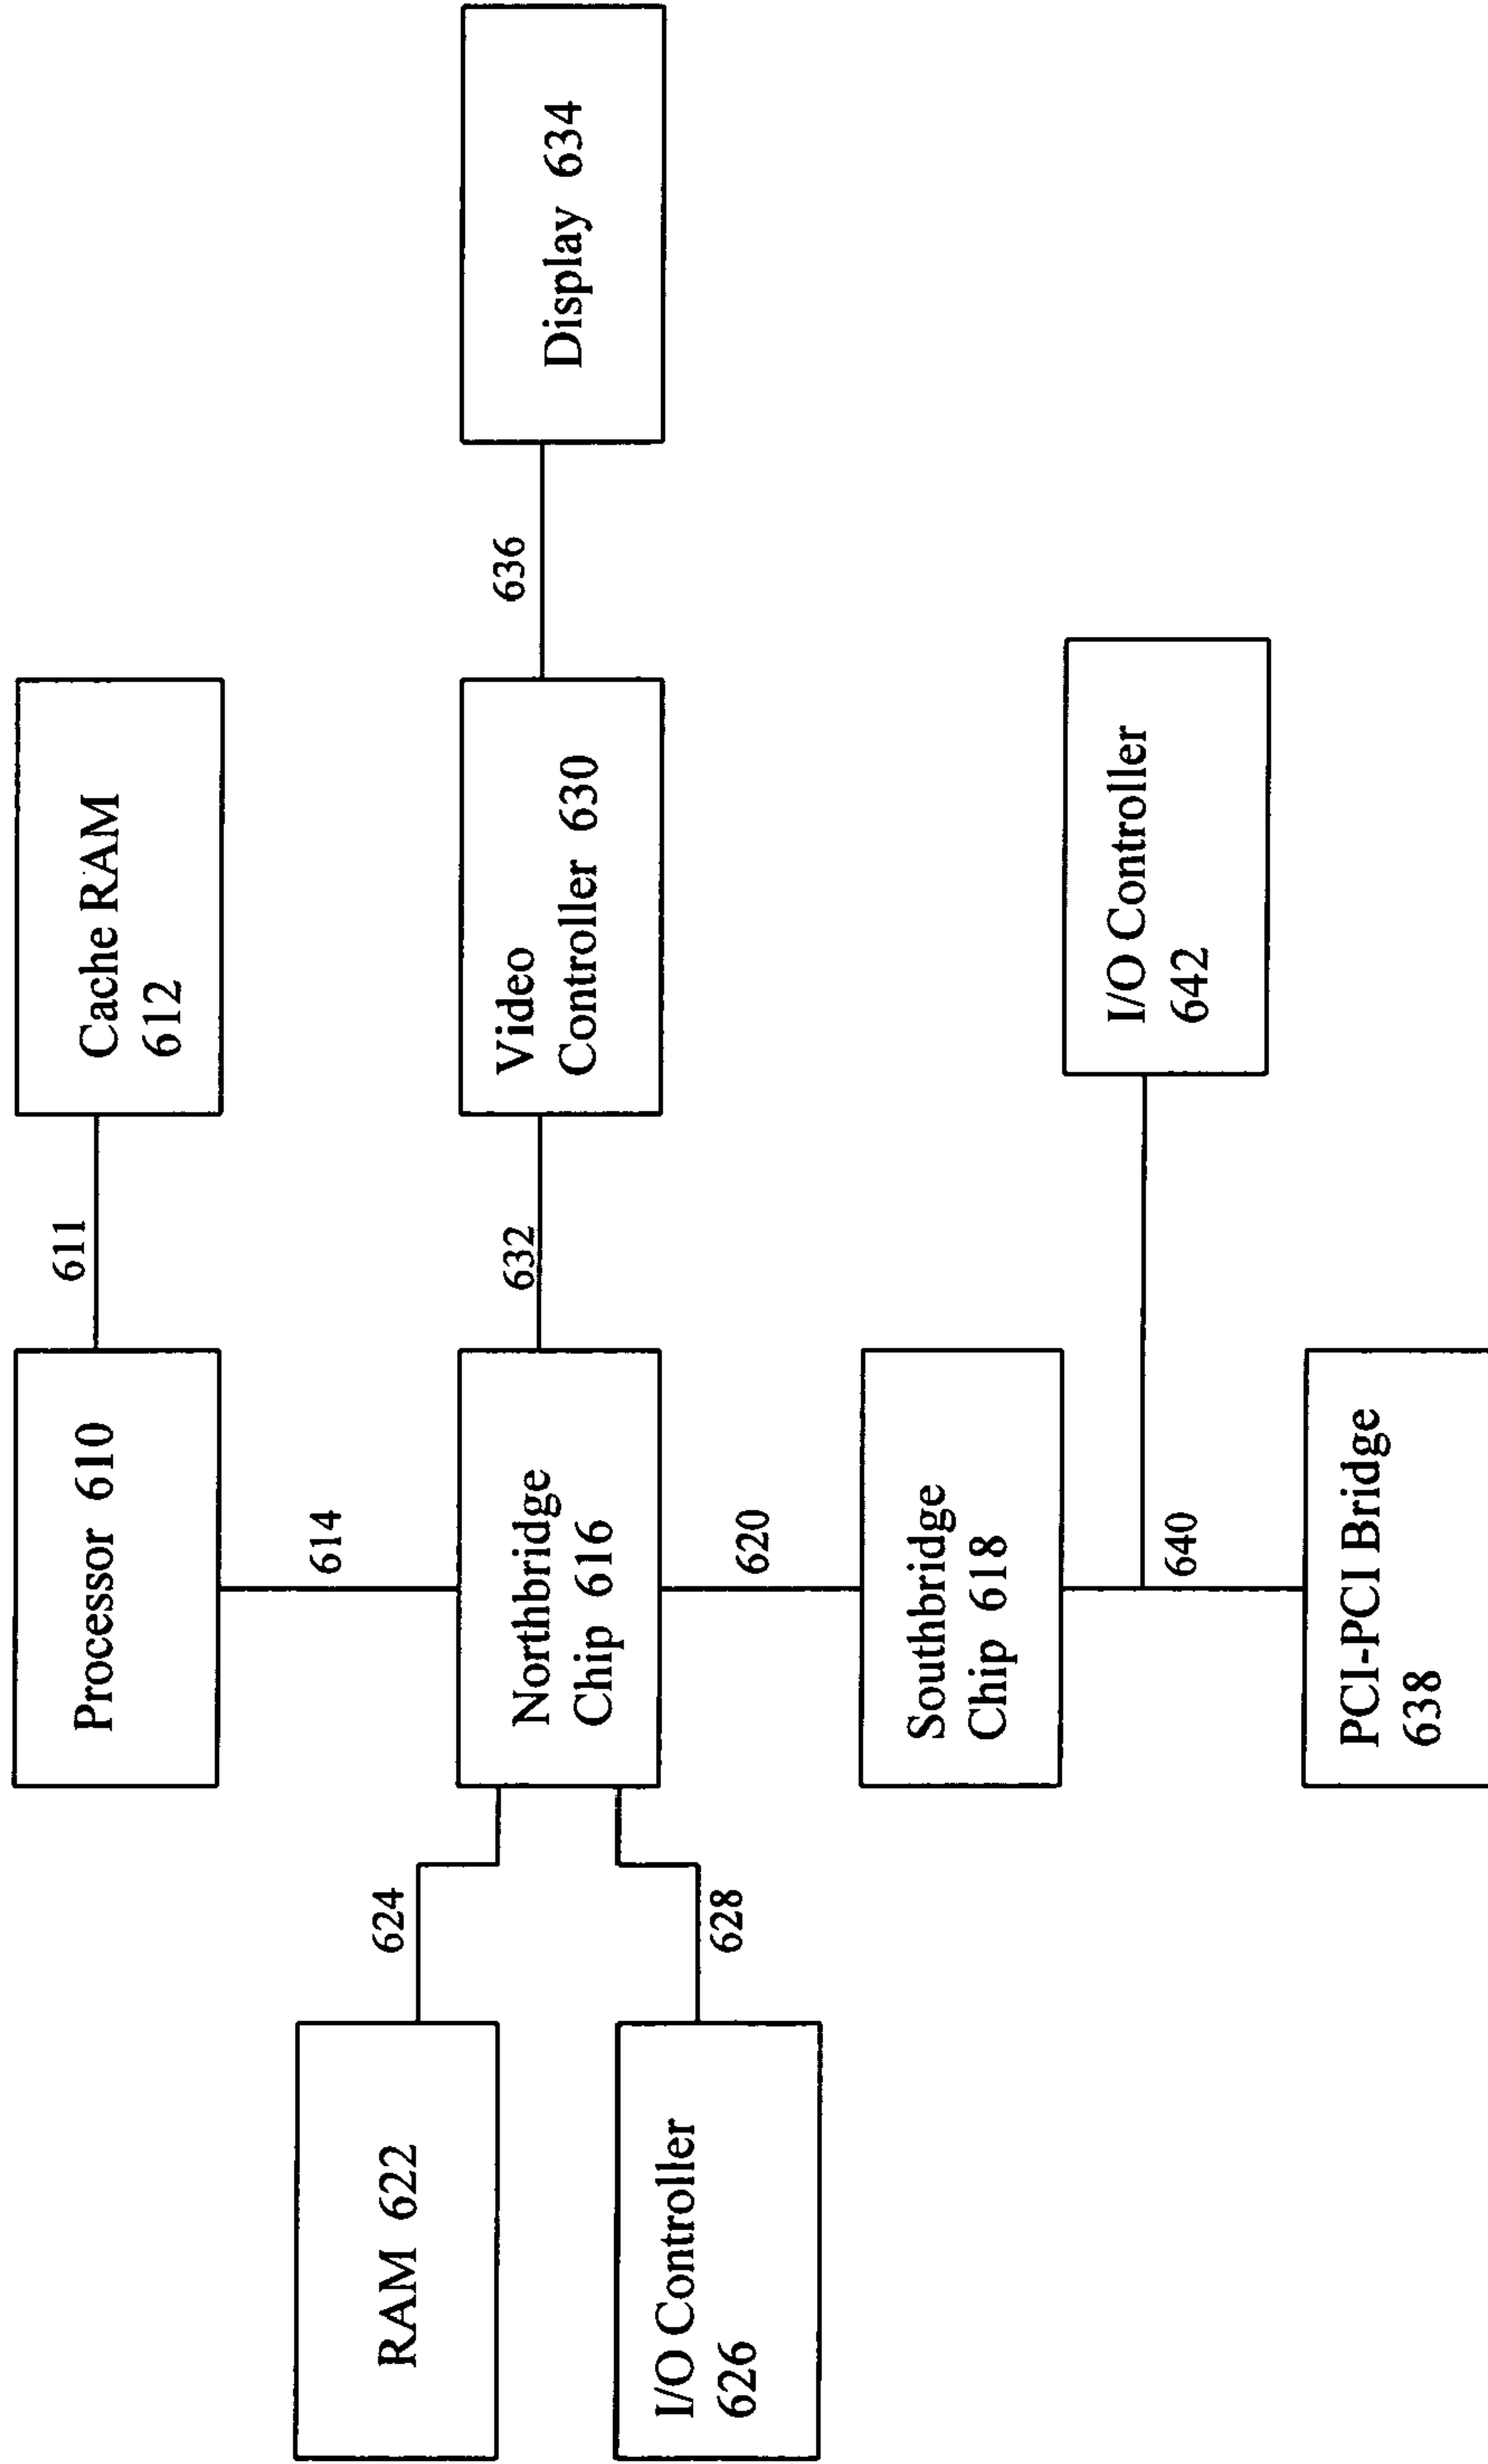 Processor 610
611
Cache RAM
612
614
RAM 622
624
Northbridge
Chip 616
632
Video
Controller 630
636
Display 634
I/O Controller
626
628
620
Southbridge
Chip 618
640
I/O Controller
642
PCI-PCI Bridge
638